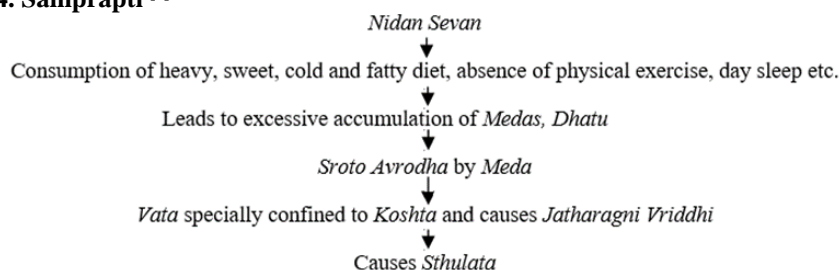 4. Samprapti
Nidan Sevan
Consumption of heavy, sweet, cold and fatty diet, absence of physical exercise, day sleep etc.
Leads to excessive accumulation of Medas, Dhatu
Sroto Avrodha by Meda
Vata specially confined to Koshta and causes Jatharagni Vriddhi
Causes Sthulata